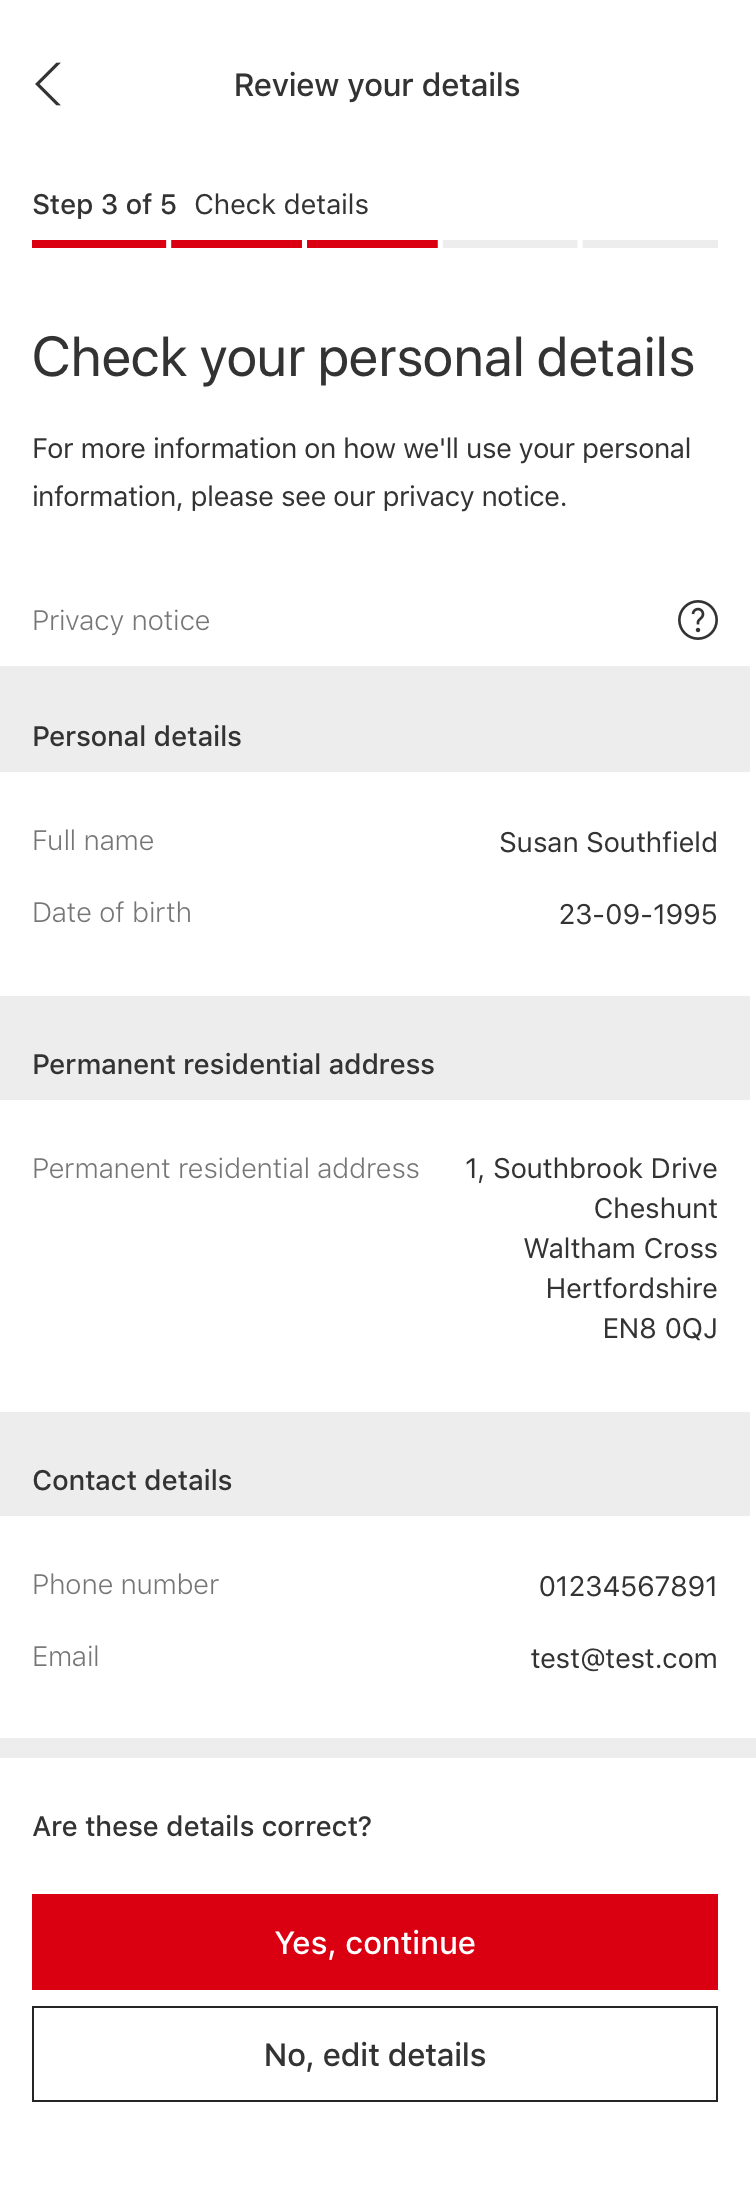 Review your details
Step 3 of 5 Check details
Check your personal details
For more information on how we'll use your personal
information, please see our privacy notice.
Privacy notice ?
Personal details
Full name Susan Southfield
Date of birth 23-09-1995
Permanent residential address
Permanent residential address 1, Southbrook Drive
Cheshunt
Waltham Cross
Hertfordshire
EN8 0QJ
Contact details
Phone number 01234567891
Email test@test.com
Are these details correct?
Yes, continue
No, edit details